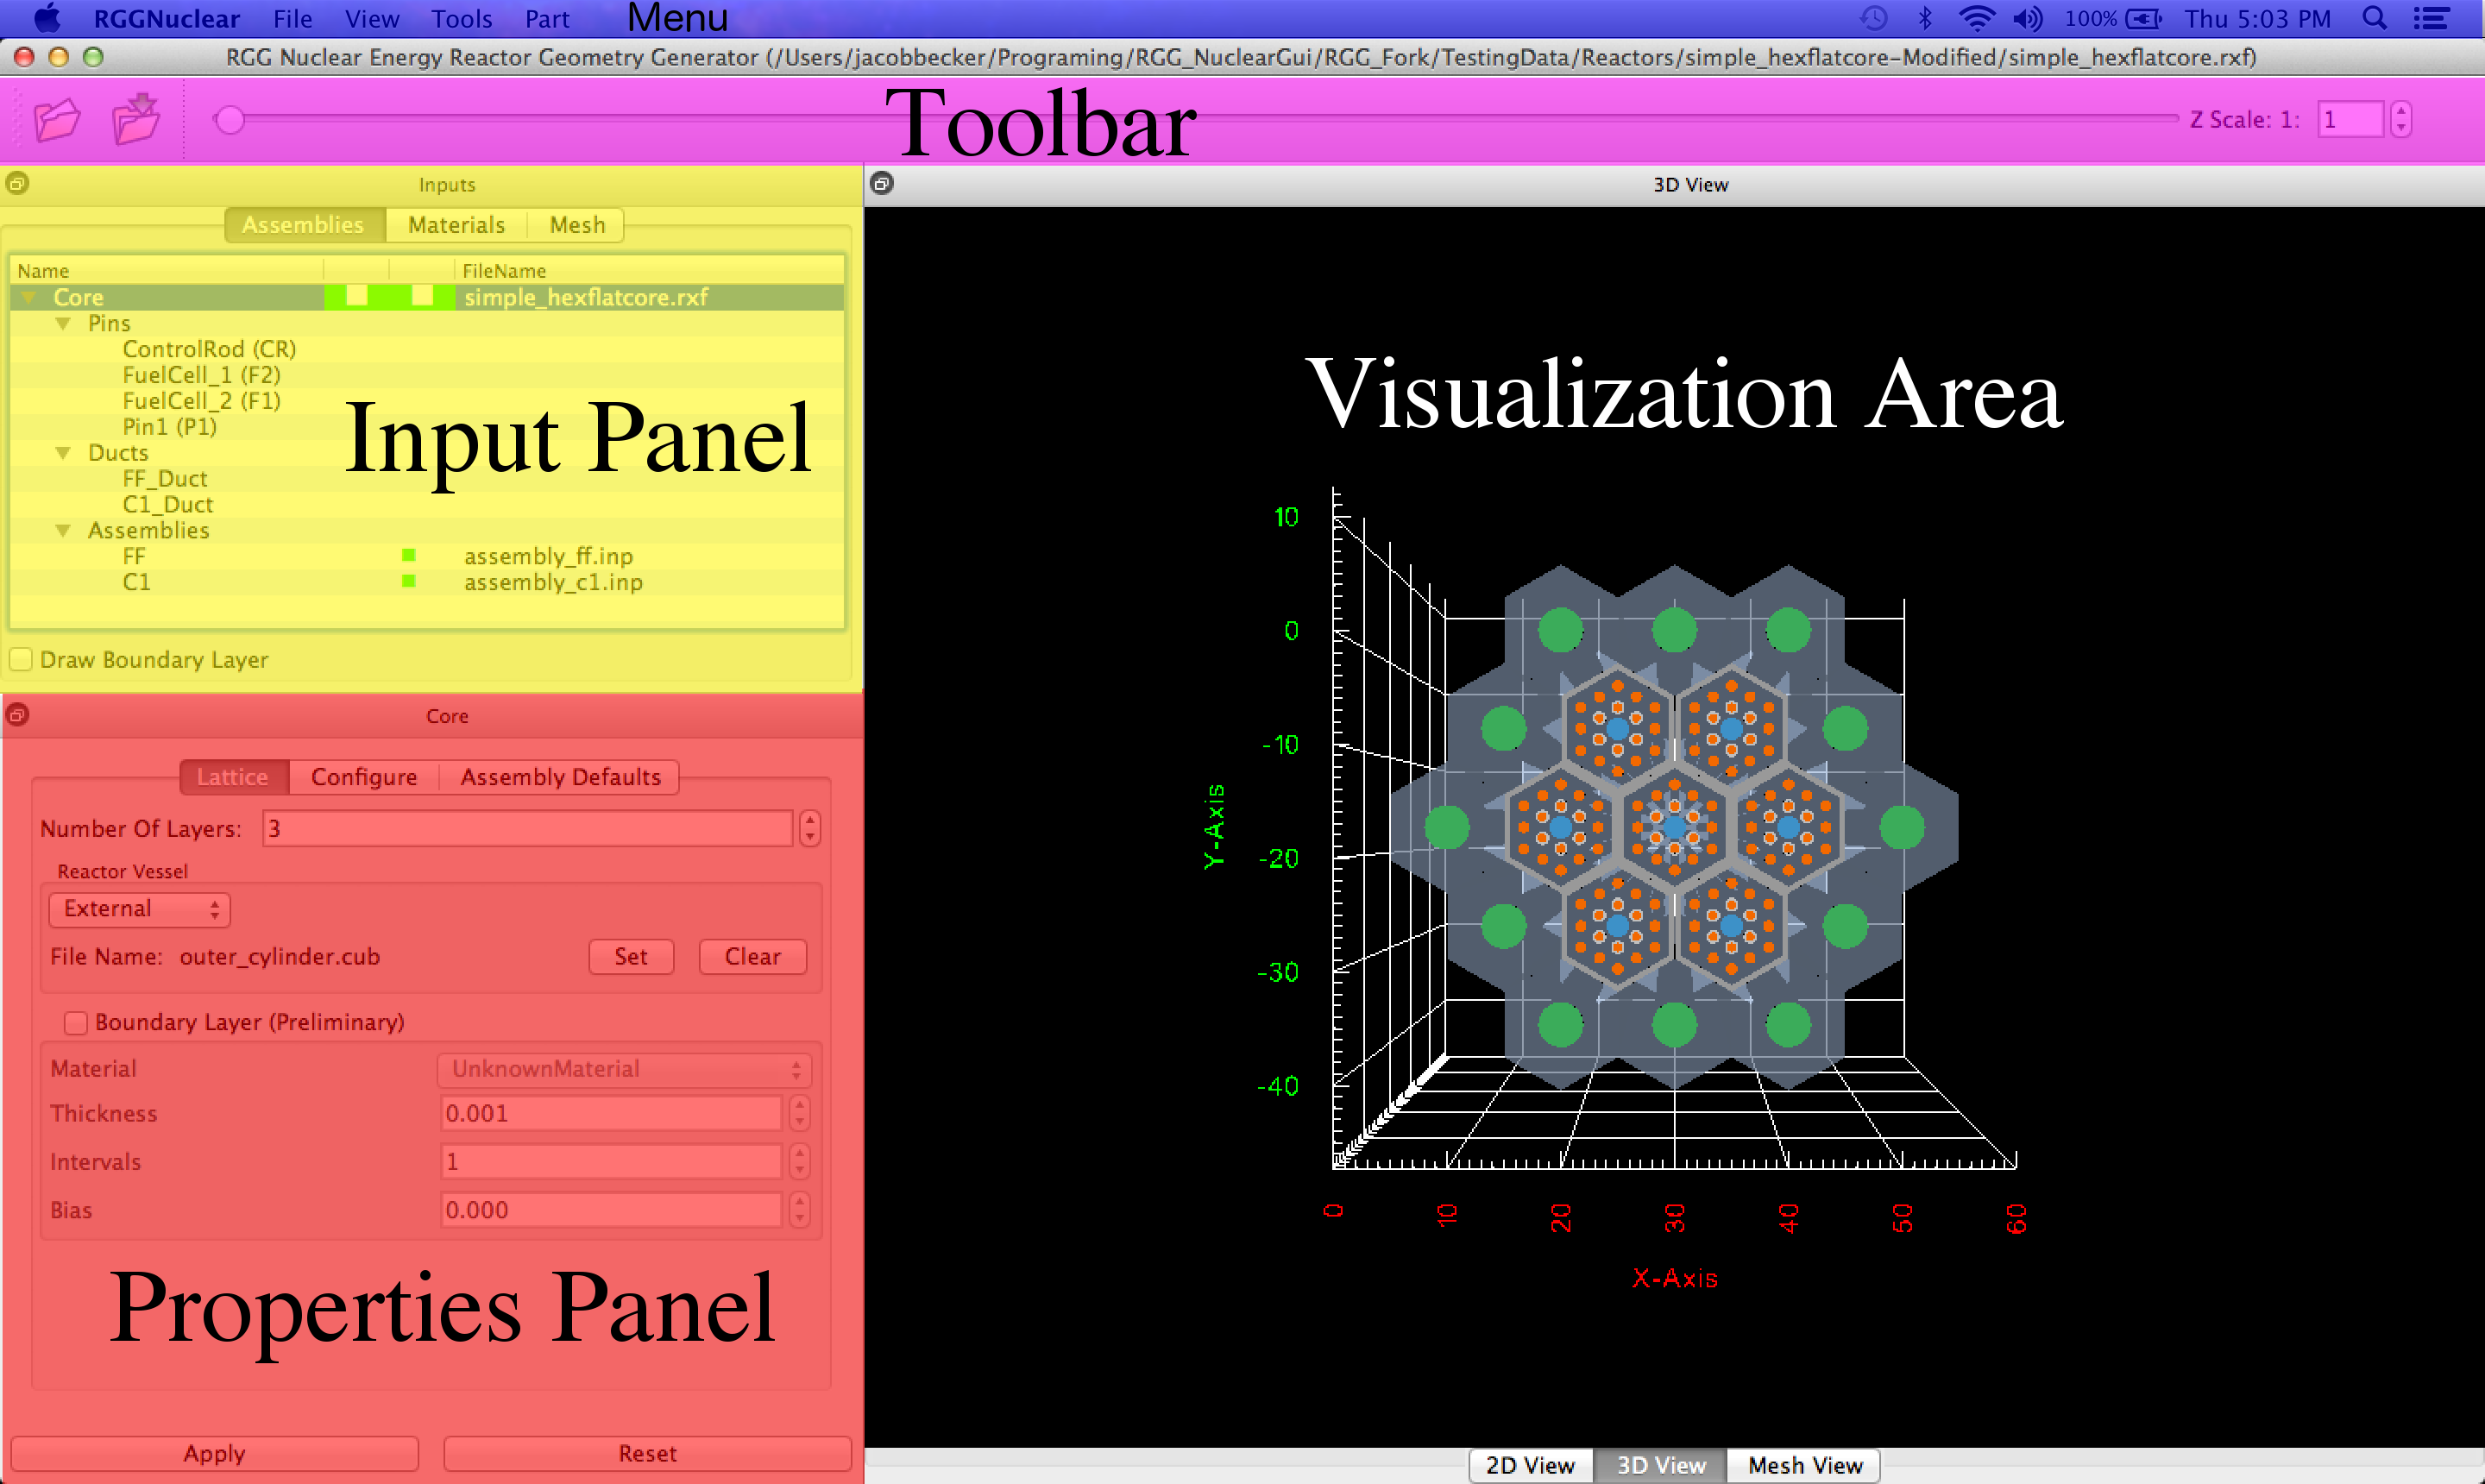 RGGNuclear File View Tools Part Menu 100% Thu 5:03 PM
RGG Nuclear Energy Reactor Geometry Generator (/Users/jacobbecker/Programing/RGG_NuclearGui/RGG_Fork/TestingData/Reactors/simple_hexflatcore-Modified/simple_hexflatcore.rxf)
Toolbar
Z Scale: 1: 1
Inputs
Assemblies Materials Mesh
Name FileName
Core simple_hexflatcore.rxf
Pins
ControlRod (CR)
FuelCell_1 (F2)
FuelCell_2 (F1)
Pin1 (P1)
Input Panel
Ducts
FF_Duct
C1_Duct
Assemblies
FF assembly_ff.inp
C1 assembly_c1.inp
Draw Boundary Layer
Core
Lattice Configure Assembly Defaults
Number Of Layers: 3
Reactor Vessel
External
File Name: outer_cylinder.cub Set Clear
Boundary Layer (Preliminary)
Material UnknownMaterial
Thickness 0.001
Intervals 1
Bias 0.000
Properties Panel
Apply Reset
3D View
Visualization Area
10
0
-10
-20
-30
-40
Y-Axis
0 10 20 30 40 50 60
X-Axis
2D View 3D View Mesh View